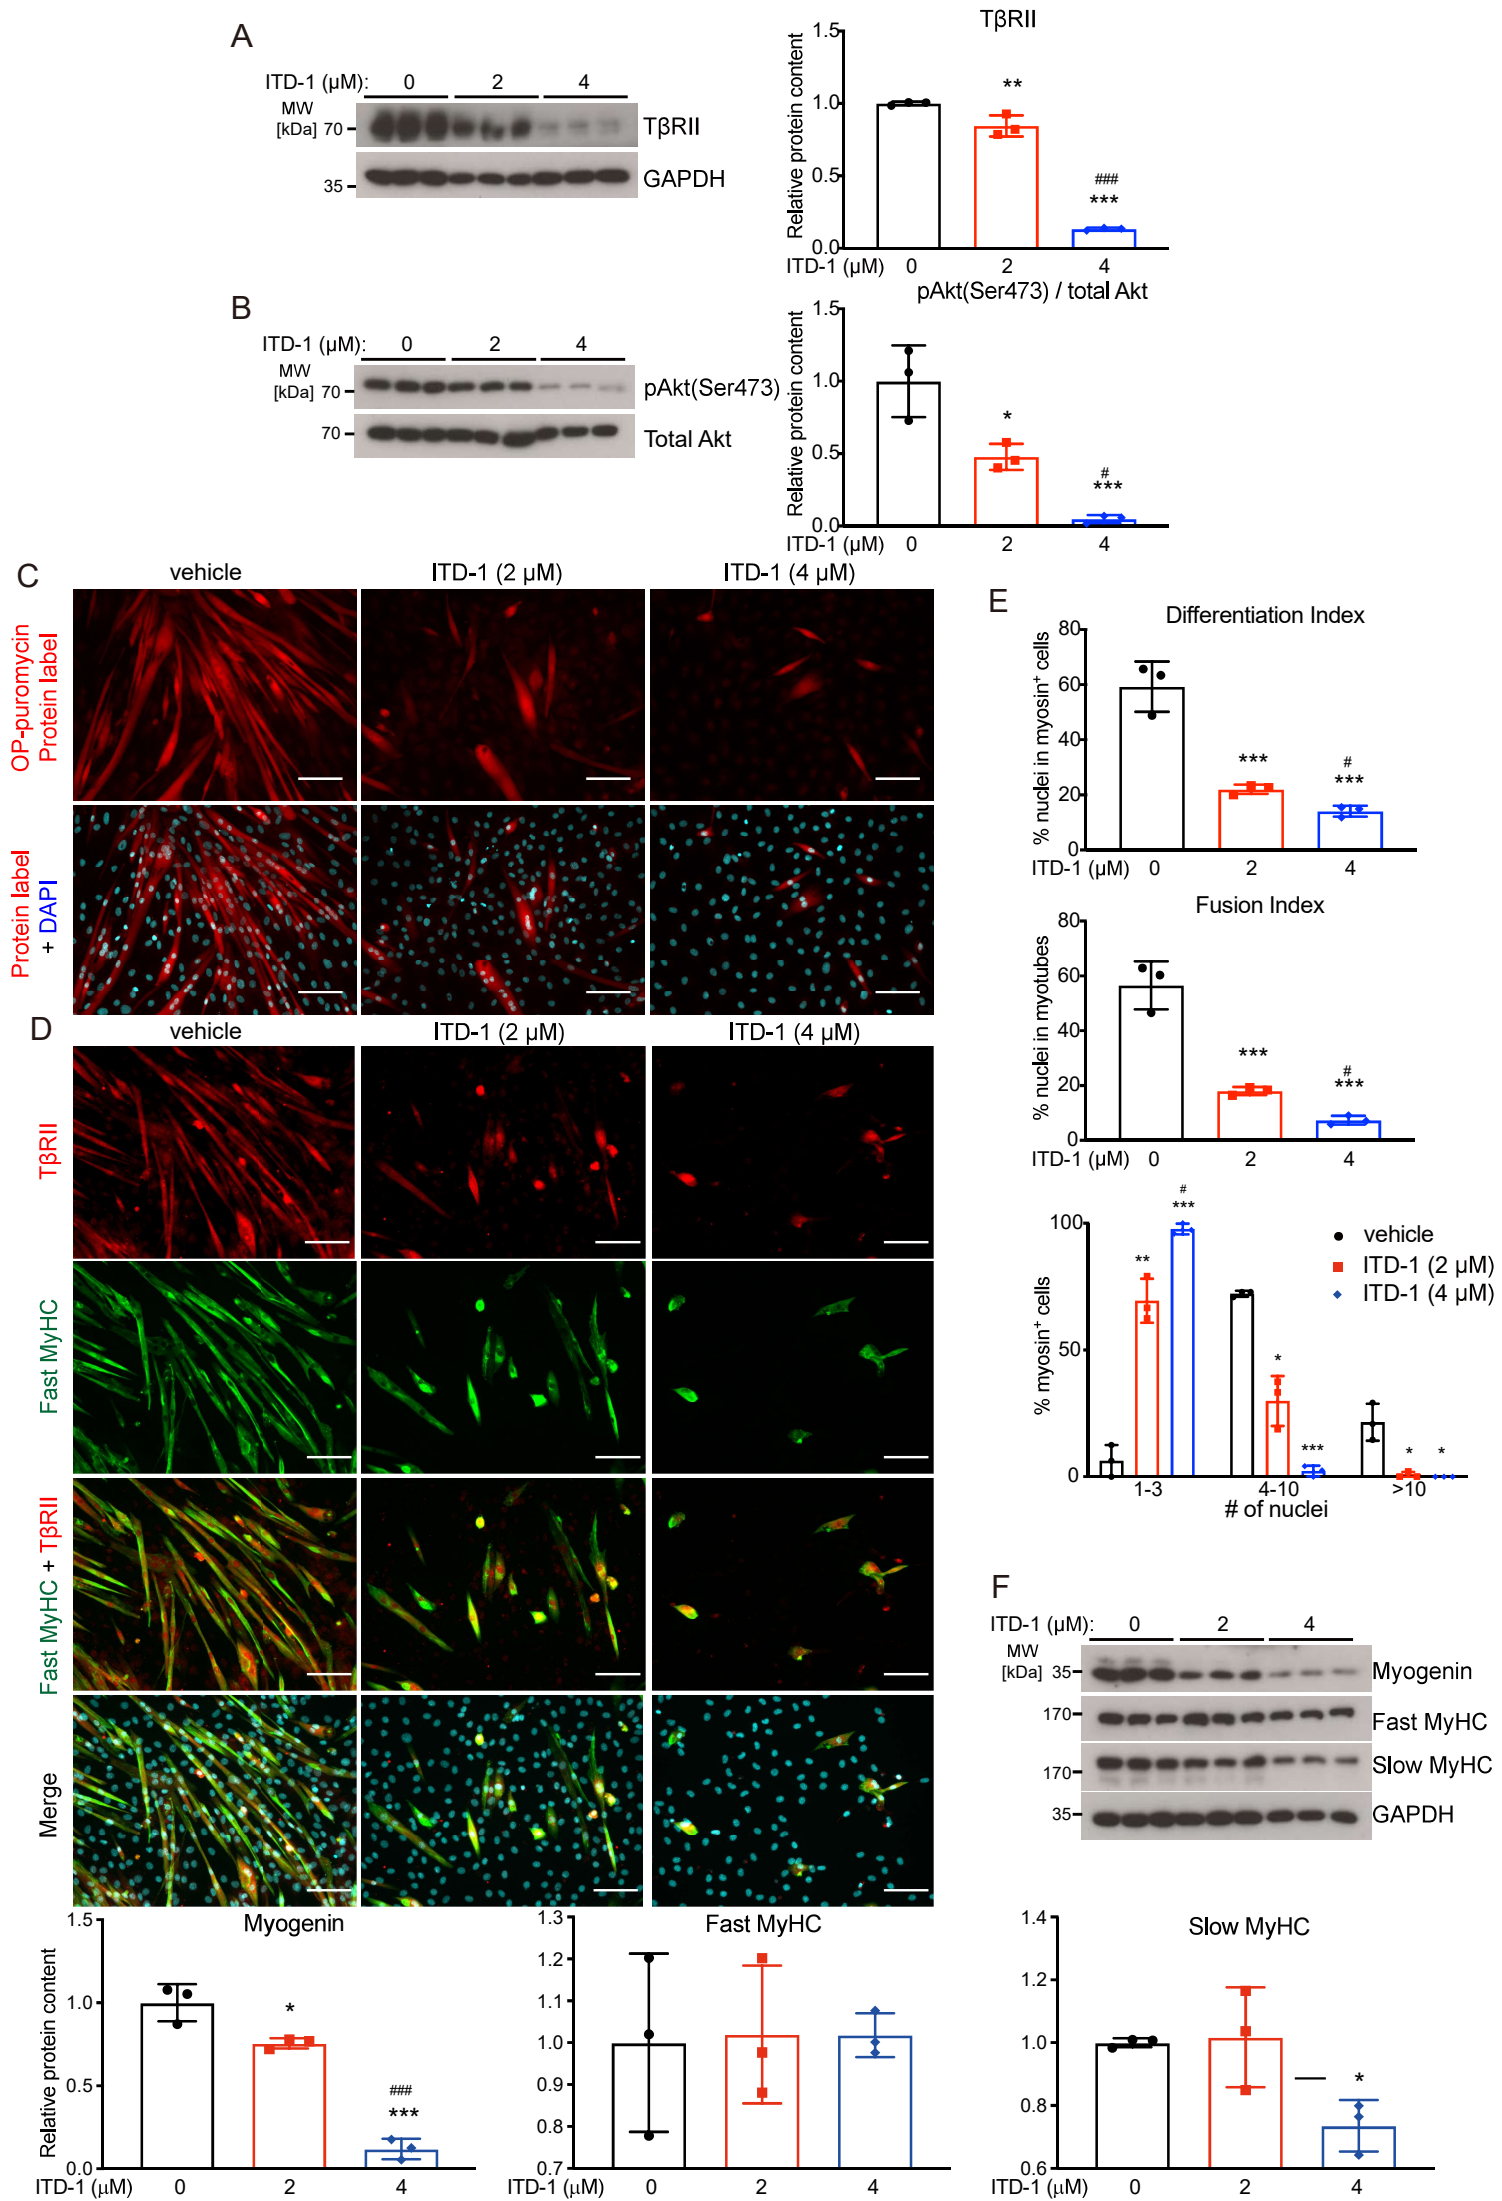 A
ITD-1 (µM): 0 2 4
MW
[kDa] 70
TβRII
35
GAPDH
TβRII
Relative protein content
1.5
1.0
0.5
0.0
**
###
***
ITD-1 (µM) 0 2 4
B
ITD-1 (µM): 0 2 4
MW
[kDa] 70
pAkt(Ser473)
70
Total Akt
pAkt(Ser473) / total Akt
Relative protein content
1.5
1.0
0.5
0.0
*
#
***
ITD-1 (µM) 0 2 4
C
vehicle ITD-1 (2 µM) ITD-1 (4 µM)
OP-puromycin
Protein label
Protein label
+ DAPI
D
vehicle ITD-1 (2 µM) ITD-1 (4 µM)
TβRII
Fast MyHC
Fast MyHC + TβRII
Merge
E
Differentiation Index
% nuclei in myosin⁺ cells
80
60
40
20
0
***
#
***
ITD-1 (µM) 0 2 4
Fusion Index
% nuclei in myotubes
80
60
40
20
0
***
#
***
ITD-1 (µM) 0 2 4
% myosin⁺ cells
100
50
0
**
#
***
*
***
*
*
vehicle
ITD-1 (2 µM)
ITD-1 (4 µM)
1-3 4-10 >10
# of nuclei
F
ITD-1 (µM): 0 2 4
MW
[kDa] 35
Myogenin
170
Fast MyHC
170
Slow MyHC
35
GAPDH
Myogenin
Relative protein content
1.5
1.0
0.5
0.0
*
###
***
ITD-1 (µM) 0 2 4
Fast MyHC
1.3
1.2
1.1
1.0
0.9
0.8
0.7
ITD-1 (µM) 0 2 4
Slow MyHC
1.4
1.2
1.0
0.8
0.6
*
ITD-1 (µM) 0 2 4